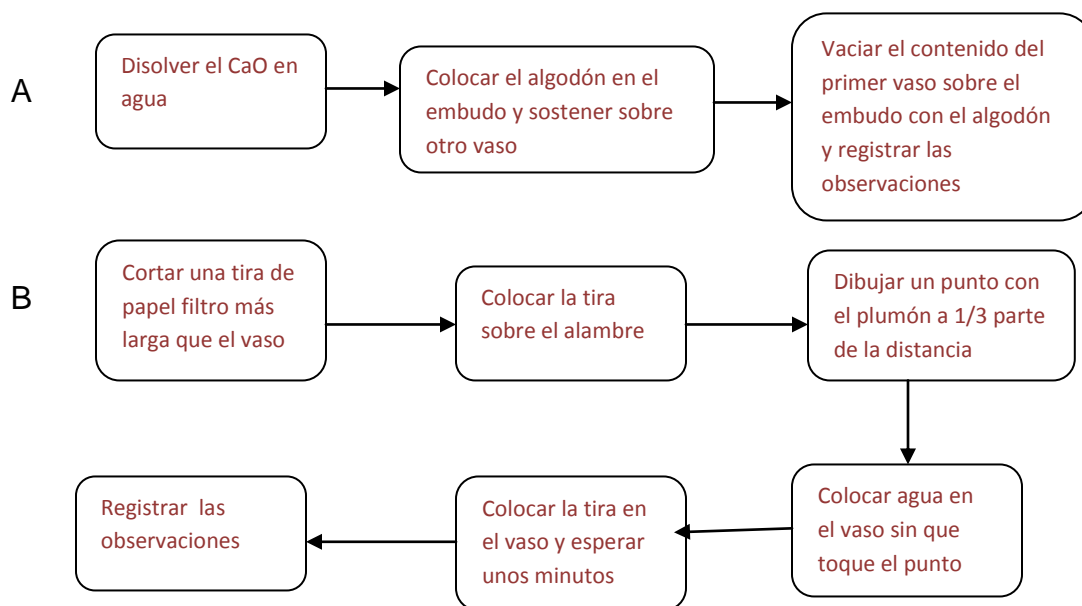 A
Disolver el CaO en
agua
Colocar el algodón en el
embudo y sostener sobre
otro vaso
Vaciar el contenido del
primer vaso sobre el
embudo con el algodón
y registrar las
observaciones
B
Cortar una tira de
papel filtro más
larga que el vaso
Colocar la tira
sobre el alambre
Dibujar un punto con
el plumón a 1/3 parte
de la distancia
Colocar agua en
el vaso sin que
toque el punto
Colocar la tira en
el vaso y esperar
unos minutos
Registrar las
observaciones